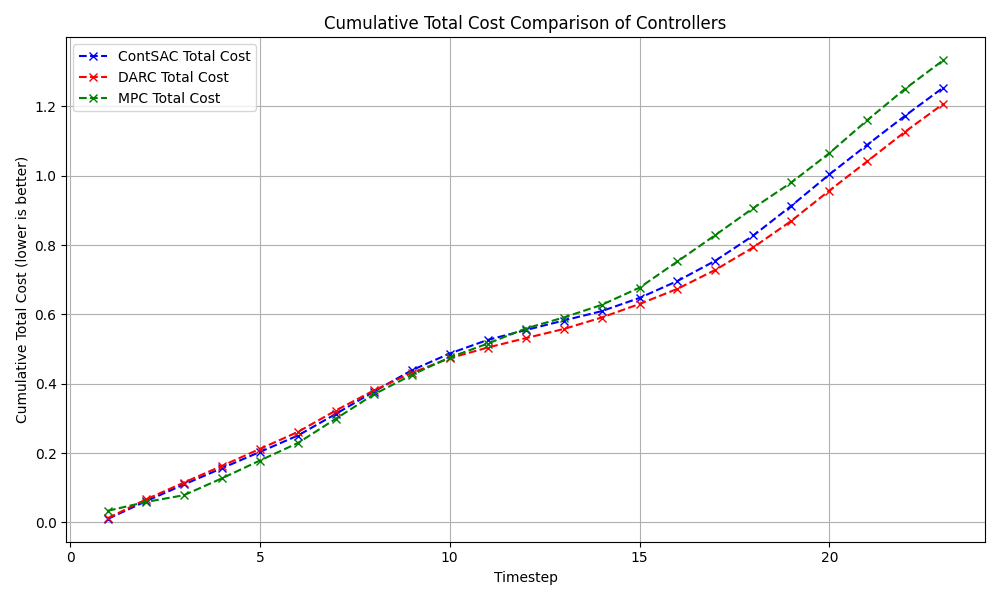 Cumulative Total Cost Comparison of Controllers
ContSAC Total Cost
DARC Total Cost
MPC Total Cost
Cumulative Total Cost (lower is better)
1.2
1.0
0.8
0.6
0.4
0.2
0.0
0
5
10
15
20
Timestep